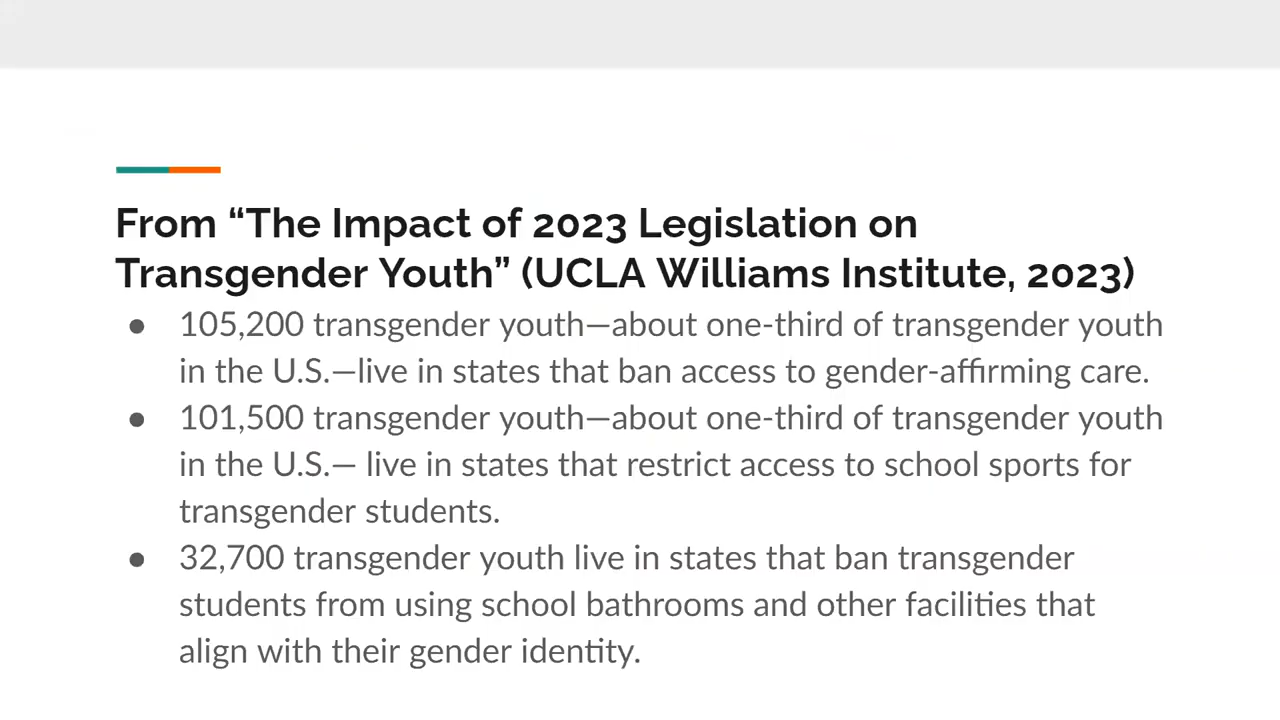 From “The Impact of 2023 Legislation on
Transgender Youth” (UCLA Williams Institute, 2023)
● 105,200 transgender youth—about one-third of transgender youth
in the U.S.—live in states that ban access to gender-affirming care.
● 101,500 transgender youth—about one-third of transgender youth
in the U.S.— live in states that restrict access to school sports for
transgender students.
● 32,700 transgender youth live in states that ban transgender
students from using school bathrooms and other facilities that
align with their gender identity.